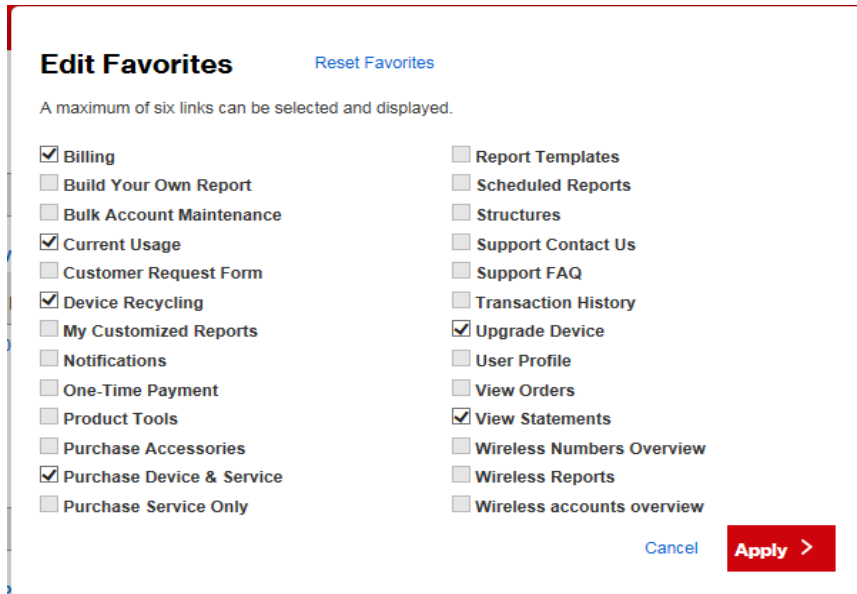 Edit Favorites
Reset Favorites
A maximum of six links can be selected and displayed.
Billing
Build Your Own Report
Bulk Account Maintenance
Current Usage
Customer Request Form
Device Recycling
My Customized Reports
Notifications
One-Time Payment
Product Tools
Purchase Accessories
Purchase Device & Service
Purchase Service Only
Report Templates
Scheduled Reports
Structures
Support Contact Us
Support FAQ
Transaction History
Upgrade Device
User Profile
View Orders
View Statements
Wireless Numbers Overview
Wireless Reports
Wireless accounts overview
Cancel
Apply >